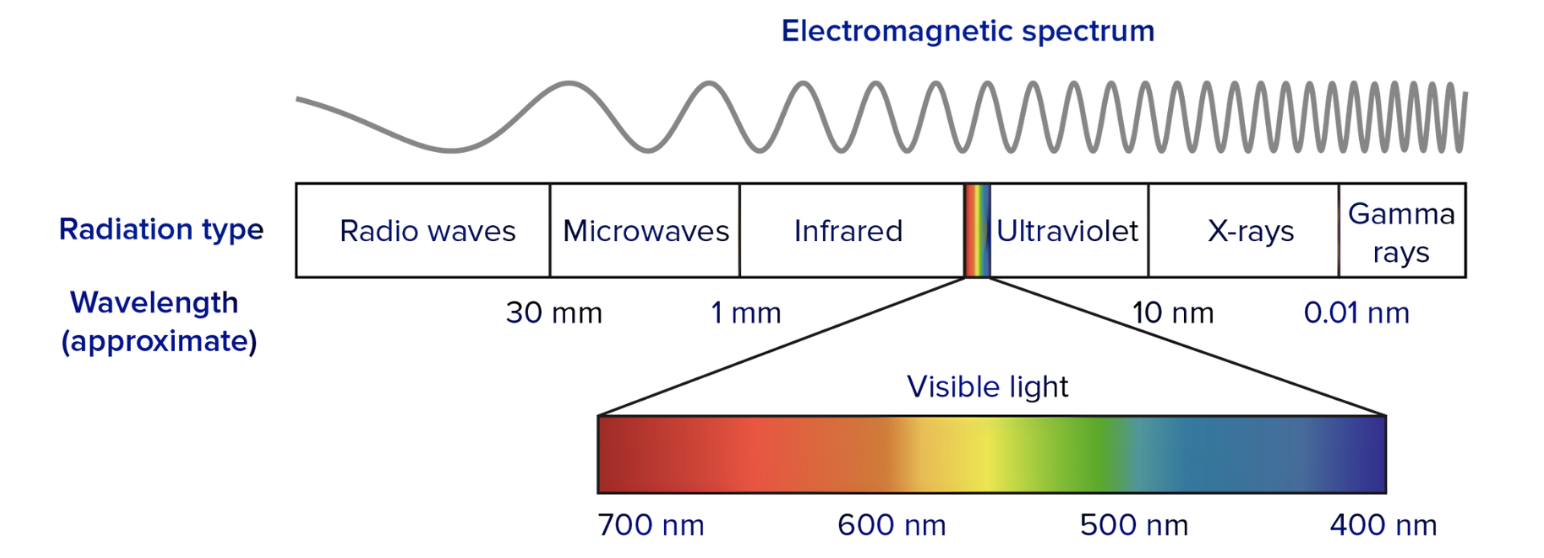 Electromagnetic spectrum
Radiation type
Radio waves
Microwaves
Infrared
Ultraviolet
X-rays
Gamma
rays
Wavelength
(approximate)
30 mm
1 mm
10 nm
0.01 nm
Visible light
700 nm
600 nm
500 nm
400 nm